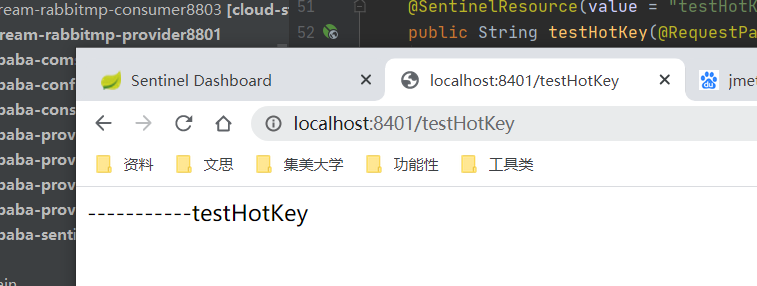 ream-rabbitmp-consumer8803 [cloud-s
ream-rabbitmp-provider8801
baba-com
baba-conf
baba-cons
baba-prov
baba-prov
baba-prov
baba-prov
baba-senti
ain
51 @SentinelResource(value = "testHotK
52 public String testHotKey(@RequestPa
Sentinel Dashboard
localhost:8401/testHotKey
jmet
localhost:8401/testHotKey
资料 文思 集美大学 功能性 工具类
-----------testHotKey